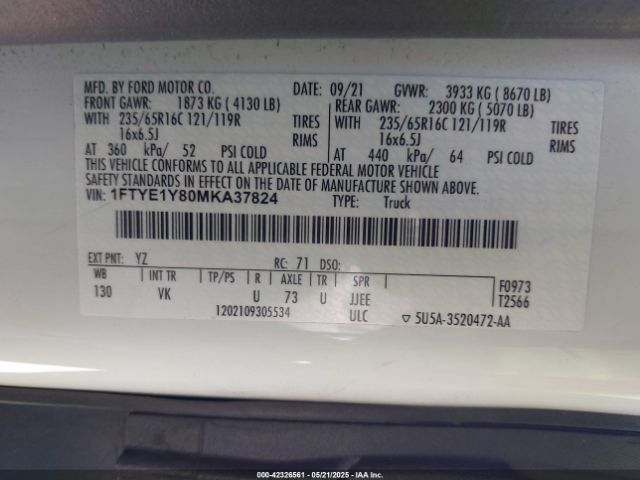 MFD. BY FORD MOTOR CO. DATE: 09/21 GVWR: 3933 KG ( 8670 LB)
FRONT GAWR: 1873 KG ( 4130 LB) REAR GAWR: 2300 KG ( 5070 LB)
WITH 235/65R16C 121/119R TIRES WITH 235/65R16C 121/119R TIRES
16x6.5J RIMS 16x6.5J RIMS
AT 360 kPa/ 52 PSI COLD AT 440 kPa/ 64 PSI COLD
THIS VEHICLE CONFORMS TO ALL APPLICABLE FEDERAL MOTOR VEHICLE
SAFETY STANDARDS IN EFFECT ON THE DATE OF MANUFACTURE SHOWN ABOVE.
VIN: 1FTYE1Y80MKA37824 TYPE: Truck
EXT PNT: YZ RC: 71 DSO:
WB INT TR TP/PS R AXLE TR SPR F0973
130 VK U 73 U JJEE T2566
1202109305534 ULC ▽ 5U5A-3520472-AA
000-42326561 - 05/21/2025 - IAA Inc.